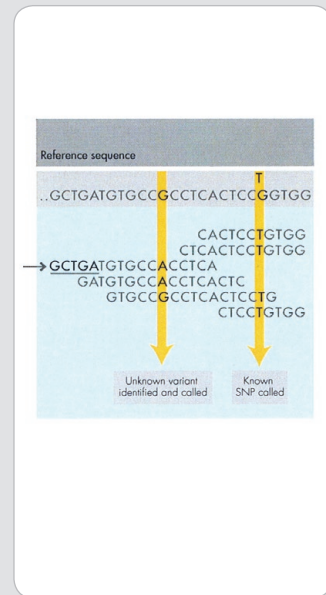 Reference sequence
T
..GCTGATGTGCCGCCTCACTCCGGTGG
CACTCCTGTGG
CTCACTCCTGTGG
GCTGATGTGCCACCTCA
GATGTGCCACCTCACTC
GTGCCGCCTCACTCCTG
CTCCTGTGG
Unknown variant
identified and called
Known
SNP called